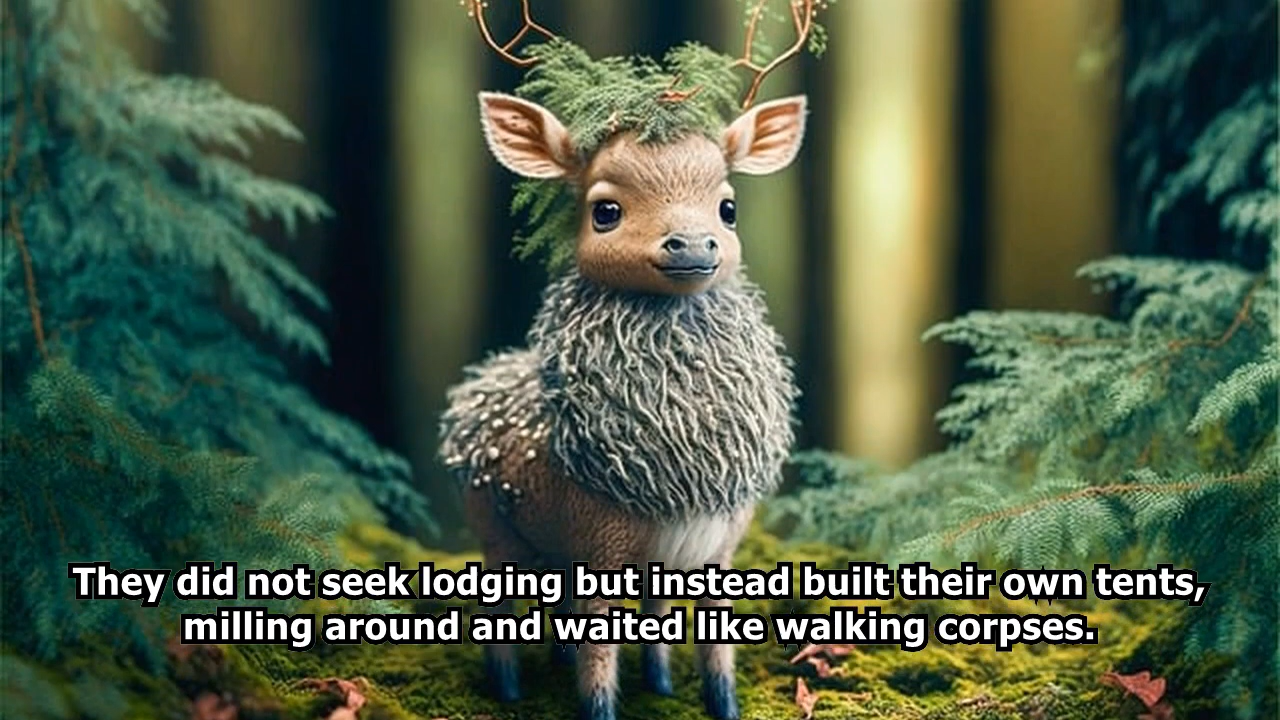 They did not seek lodging but instead built their own tents,
milling around and waited like walking corpses.